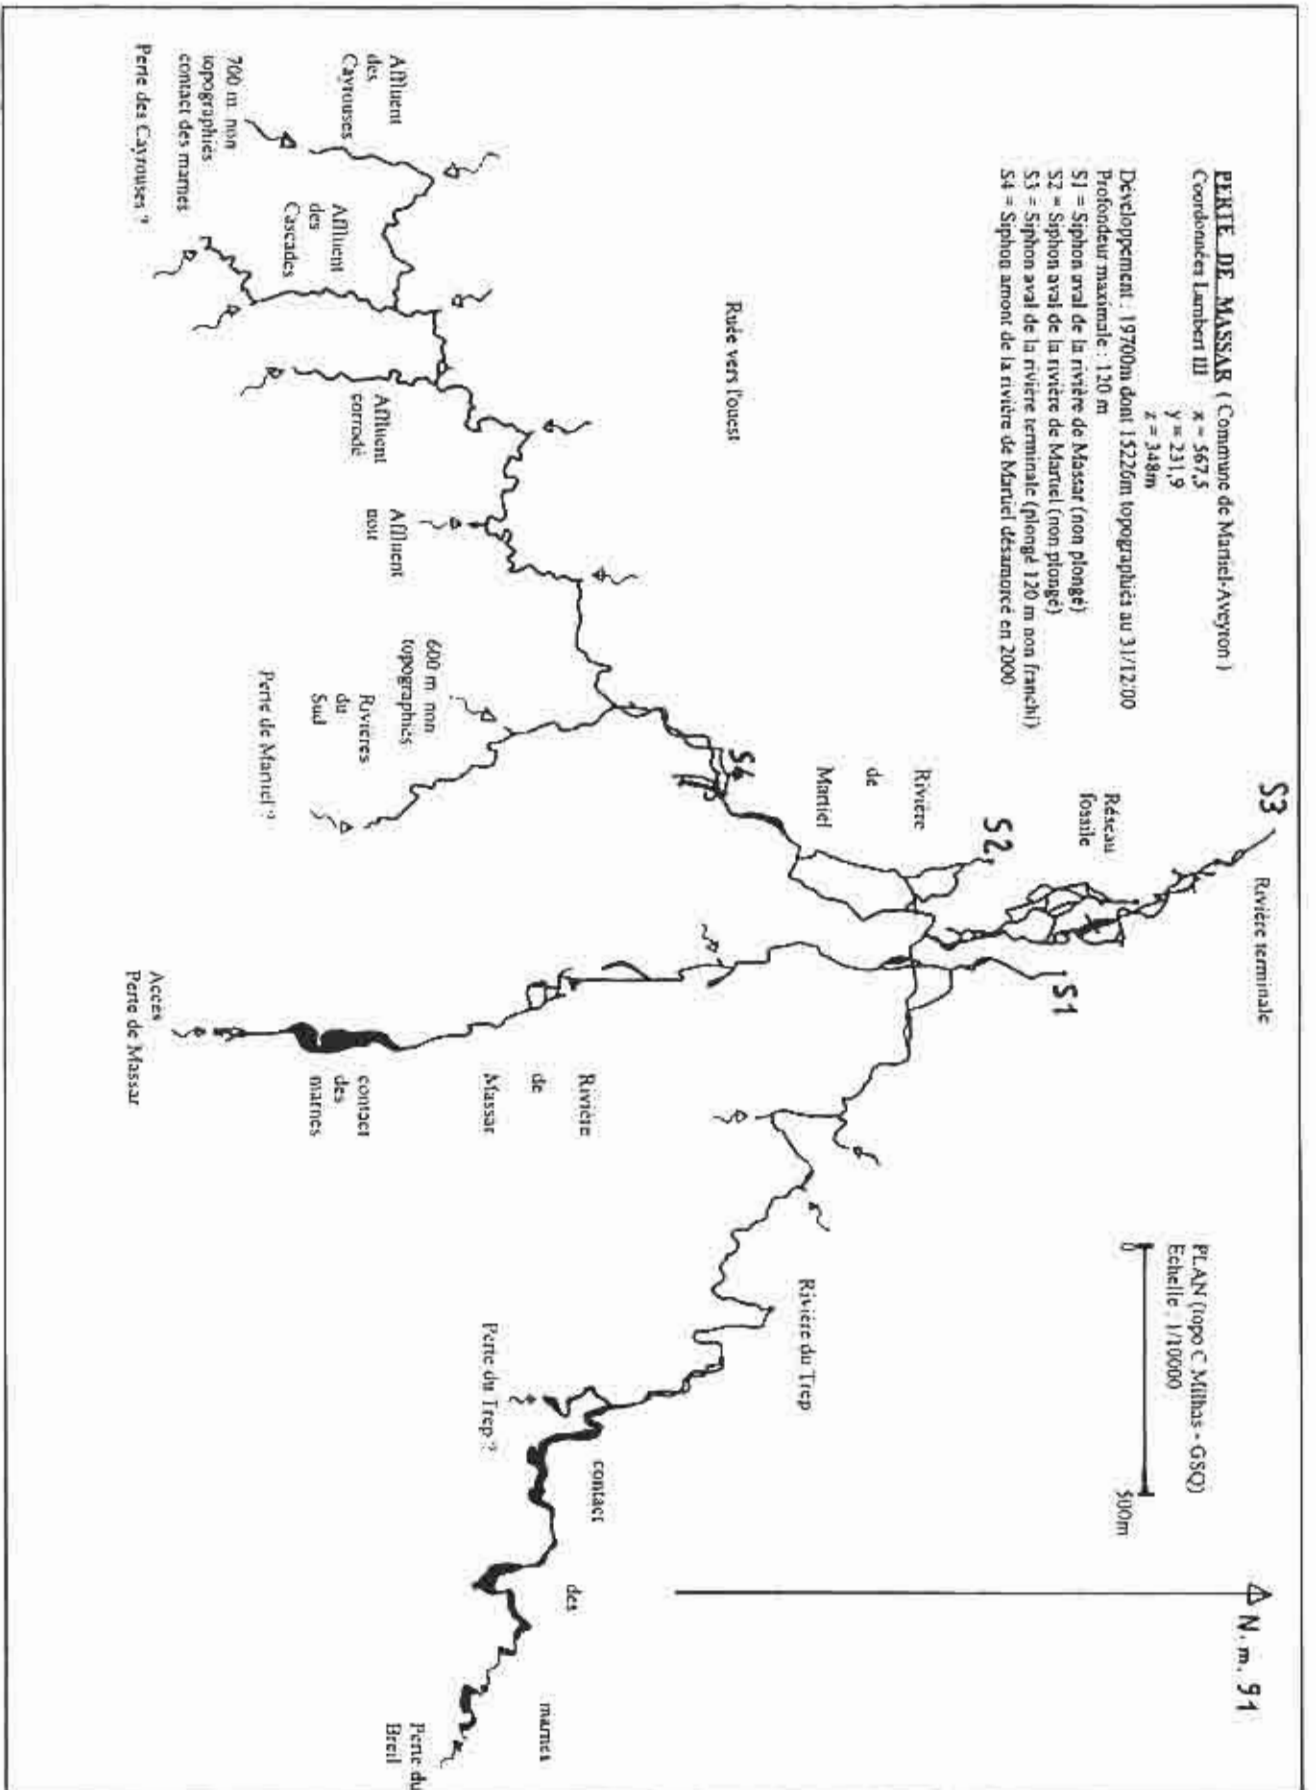 PERTE DE MASSAR ( Commune de Martiel-Aveyron )
Coordonnées Lambert III x = 567,5
y = 231,9
z = 348m
Développement : 19700m dont 15226m topographiés au 31/12/00
Profondeur maximale : 120 m
S1 = Siphon aval de la rivière de Massar (non plongé)
S2 = Siphon aval de la rivière de Martiel (non plongé)
S3 = Siphon aval de la rivière terminale (plongé 120 m non franchi)
S4 = Siphon amont de la rivière de Martiel désamorcé en 2000
S3
Rivière terminale
Réseau
fossile
S2
S1
PLAN (topo C Milhas - GSQ)
Echelle : 1/10000
0
500m
N. m. 91
Rivière
de
Martiel
S4
Ruée vers l'ouest
Rivière du Trep
Affluent
des
Cayrouses
Affluent
des
Cascades
700 m non
topographiés
contact des marnes
Perte des Cayrouses ?
Affluent
corrodé
Affluent
noir
600 m non
topographiés
Rivières
du
Sud
Perte de Martiel ?
Rivière
de
Massar
contact
des
marnes
Accès
Perte de Massar
Perte du Trep ?
contact
des
marnes
Perte du
Breil